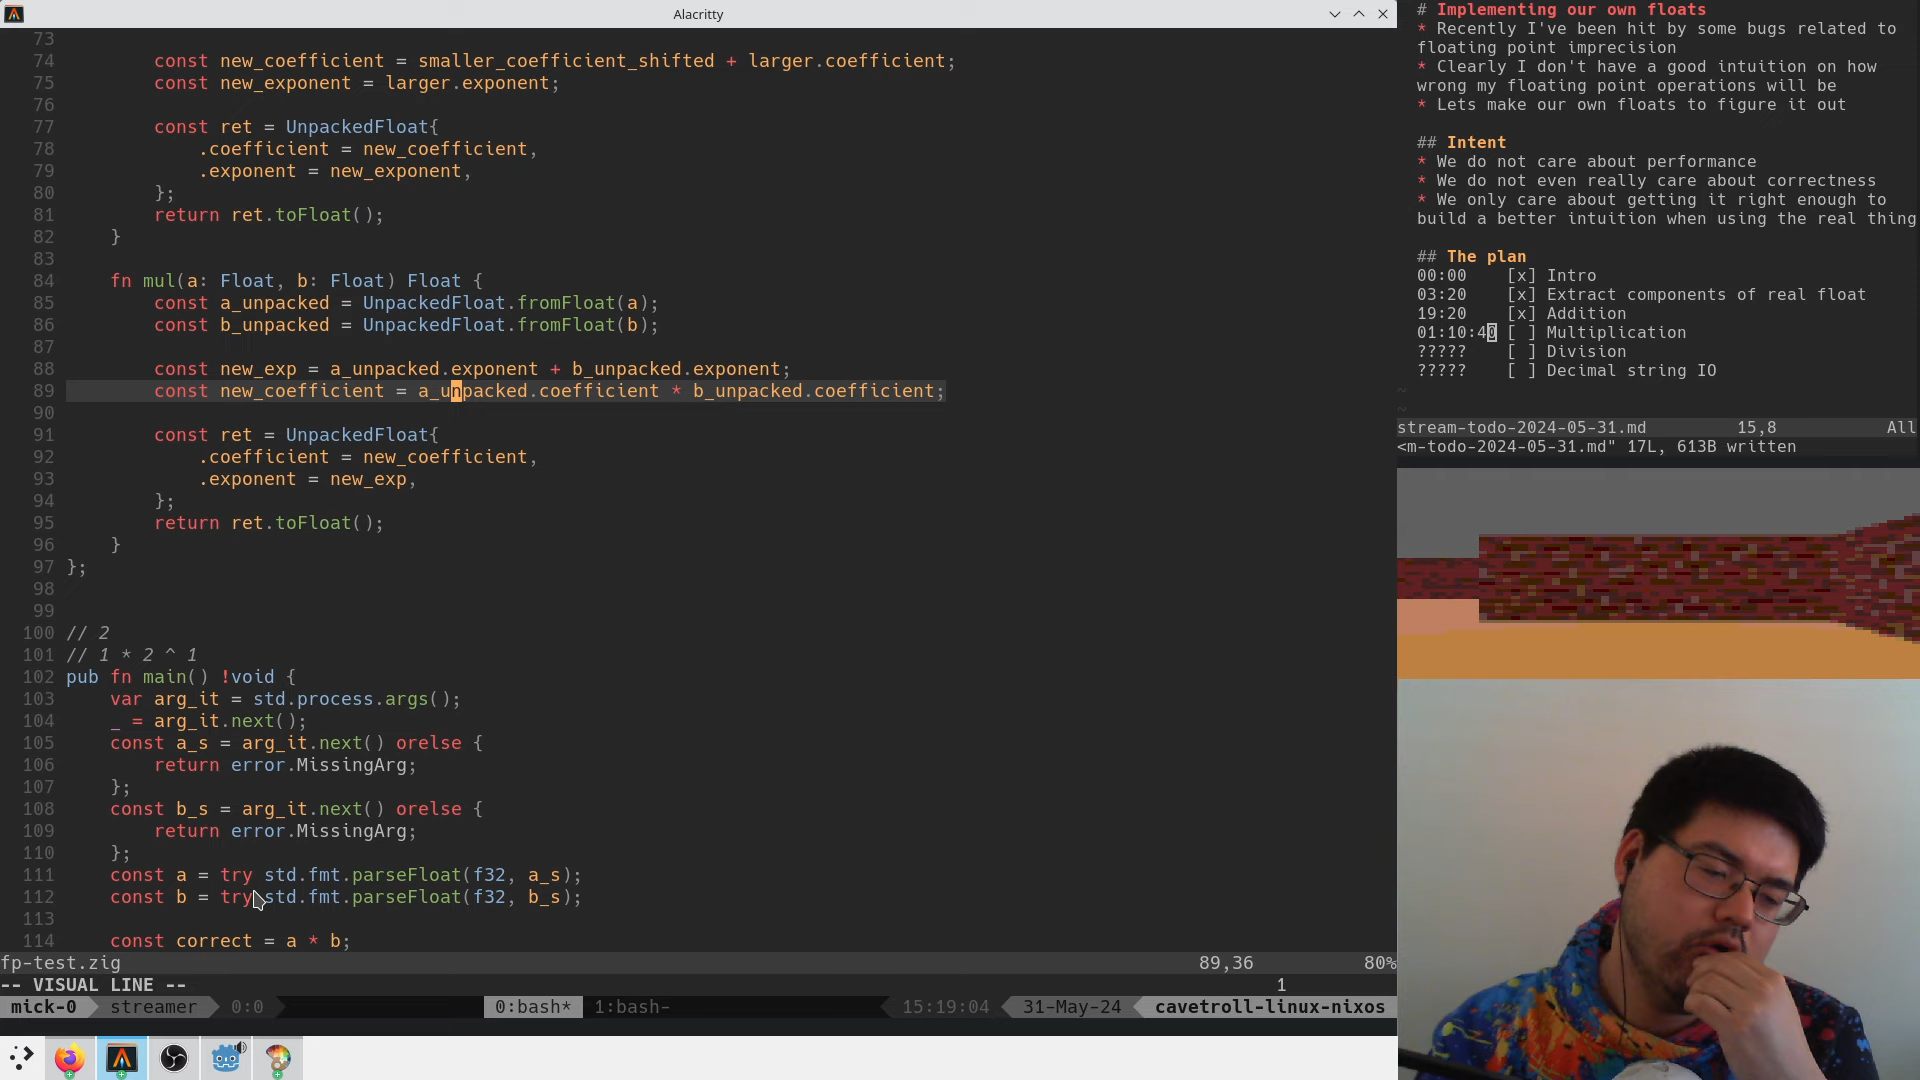 Alacritty
73
74 const new_coefficient = smaller_coefficient_shifted + larger.coefficient;
75 const new_exponent = larger.exponent;
76
77 const ret = UnpackedFloat{
78 .coefficient = new_coefficient,
79 .exponent = new_exponent,
80 };
81 return ret.toFloat();
82 }
83
84 fn mul(a: Float, b: Float) Float {
85 const a_unpacked = UnpackedFloat.fromFloat(a);
86 const b_unpacked = UnpackedFloat.fromFloat(b);
87
88 const new_exp = a_unpacked.exponent + b_unpacked.exponent;
89 const new_coefficient = a_unpacked.coefficient * b_unpacked.coefficient;
90
91 const ret = UnpackedFloat{
92 .coefficient = new_coefficient,
93 .exponent = new_exp,
94 };
95 return ret.toFloat();
96 }
97 };
98
99
100 // 2
101 // 1 * 2 ^ 1
102 pub fn main() !void {
103 var arg_it = std.process.args();
104 _ = arg_it.next();
105 const a_s = arg_it.next() orelse {
106 return error.MissingArg;
107 };
108 const b_s = arg_it.next() orelse {
109 return error.MissingArg;
110 };
111 const a = try std.fmt.parseFloat(f32, a_s);
112 const b = try std.fmt.parseFloat(f32, b_s);
113
114 const correct = a * b;
fp-test.zig 89,36 80%
-- VISUAL LINE -- 1
mick-0 streamer 0:0 0:bash* 1:bash- 15:19:04 31-May-24 cavetroll-linux-nixos
# Implementing our own floats
* Recently I've been hit by some bugs related to
floating point imprecision
* Clearly I don't have a good intuition on how
wrong my floating point operations will be
* Lets make our own floats to figure it out
## Intent
* We do not care about performance
* We do not even really care about correctness
* We only care about getting it right enough to
build a better intuition when using the real thing
## The plan
00:00 [x] Intro
03:20 [x] Extract components of real float
19:20 [x] Addition
01:10:40 [ ] Multiplication
????? [ ] Division
????? [ ] Decimal string IO
~
~
stream-todo-2024-05-31.md 15,8 All
<m-todo-2024-05-31.md" 17L, 613B written